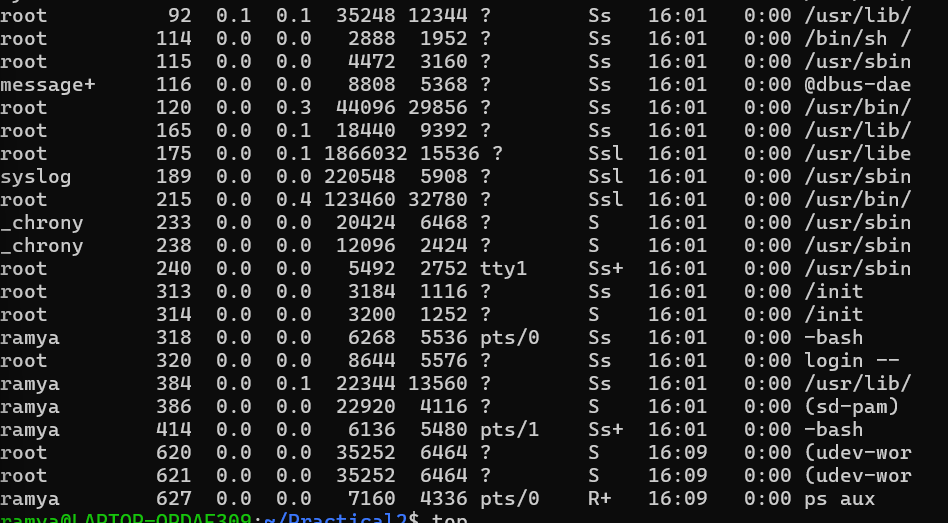 root 92 0.1 0.1 35248 12344 ? Ss 16:01 0:00 /usr/lib/
root 114 0.0 0.0 2888 1952 ? Ss 16:01 0:00 /bin/sh /
root 115 0.0 0.0 4472 3160 ? Ss 16:01 0:00 /usr/sbin
message+ 116 0.0 0.0 8808 5368 ? Ss 16:01 0:00 @dbus-dae
root 120 0.0 0.3 44096 29856 ? Ss 16:01 0:00 /usr/bin/
root 165 0.0 0.1 18440 9392 ? Ss 16:01 0:00 /usr/lib/
root 175 0.0 0.1 1866032 15536 ? Ssl 16:01 0:00 /usr/libe
syslog 189 0.0 0.0 220548 5908 ? Ssl 16:01 0:00 /usr/sbin
root 215 0.0 0.4 123460 32780 ? Ssl 16:01 0:00 /usr/bin/
_chrony 233 0.0 0.0 20424 6468 ? S 16:01 0:00 /usr/sbin
_chrony 238 0.0 0.0 12096 2424 ? S 16:01 0:00 /usr/sbin
root 240 0.0 0.0 5492 2752 tty1 Ss+ 16:01 0:00 /usr/sbin
root 313 0.0 0.0 3184 1116 ? Ss 16:01 0:00 /init
root 314 0.0 0.0 3200 1252 ? S 16:01 0:00 /init
ramya 318 0.0 0.0 6268 5536 pts/0 Ss 16:01 0:00 -bash
root 320 0.0 0.0 8644 5576 ? Ss 16:01 0:00 login --
ramya 384 0.0 0.1 22344 13560 ? Ss 16:01 0:00 /usr/lib/
ramya 386 0.0 0.0 22920 4116 ? S 16:01 0:00 (sd-pam)
ramya 414 0.0 0.0 6136 5480 pts/1 Ss+ 16:01 0:00 -bash
root 620 0.0 0.0 35252 6464 ? S 16:09 0:00 (udev-wor
root 621 0.0 0.0 35252 6464 ? S 16:09 0:00 (udev-wor
ramya 627 0.0 0.0 7160 4336 pts/0 R+ 16:09 0:00 ps aux